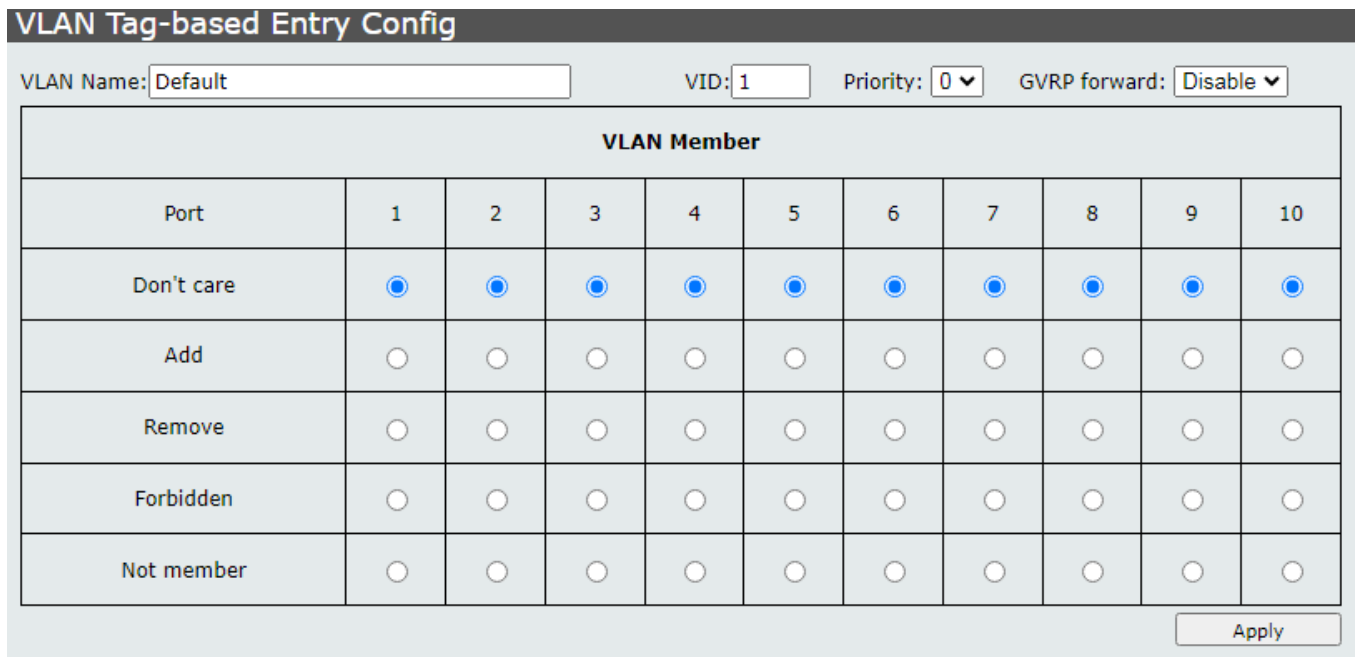 VLAN Tag-based Entry Config
VLAN Name: Default VID: 1 Priority: 0 GVRP forward: Disable
VLAN Member
Port 1 2 3 4 5 6 7 8 9 10
Don't care
Add
Remove
Forbidden
Not member
Apply